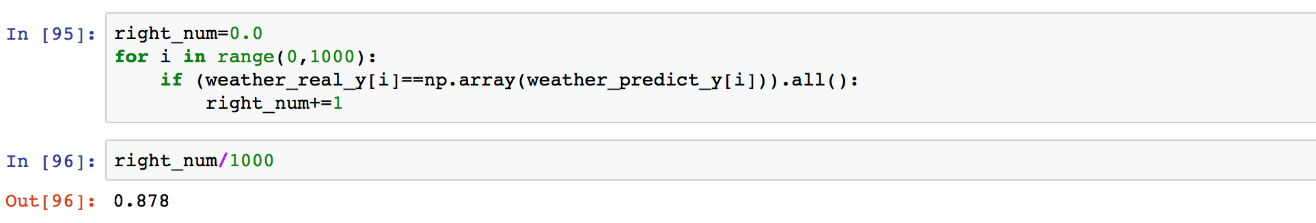 In [95]: right_num=0.0
for i in range(0,1000):
    if (weather_real_y[i]==np.array(weather_predict_y[i])).all():
        right_num+=1
In [96]: right_num/1000
Out[96]: 0.878